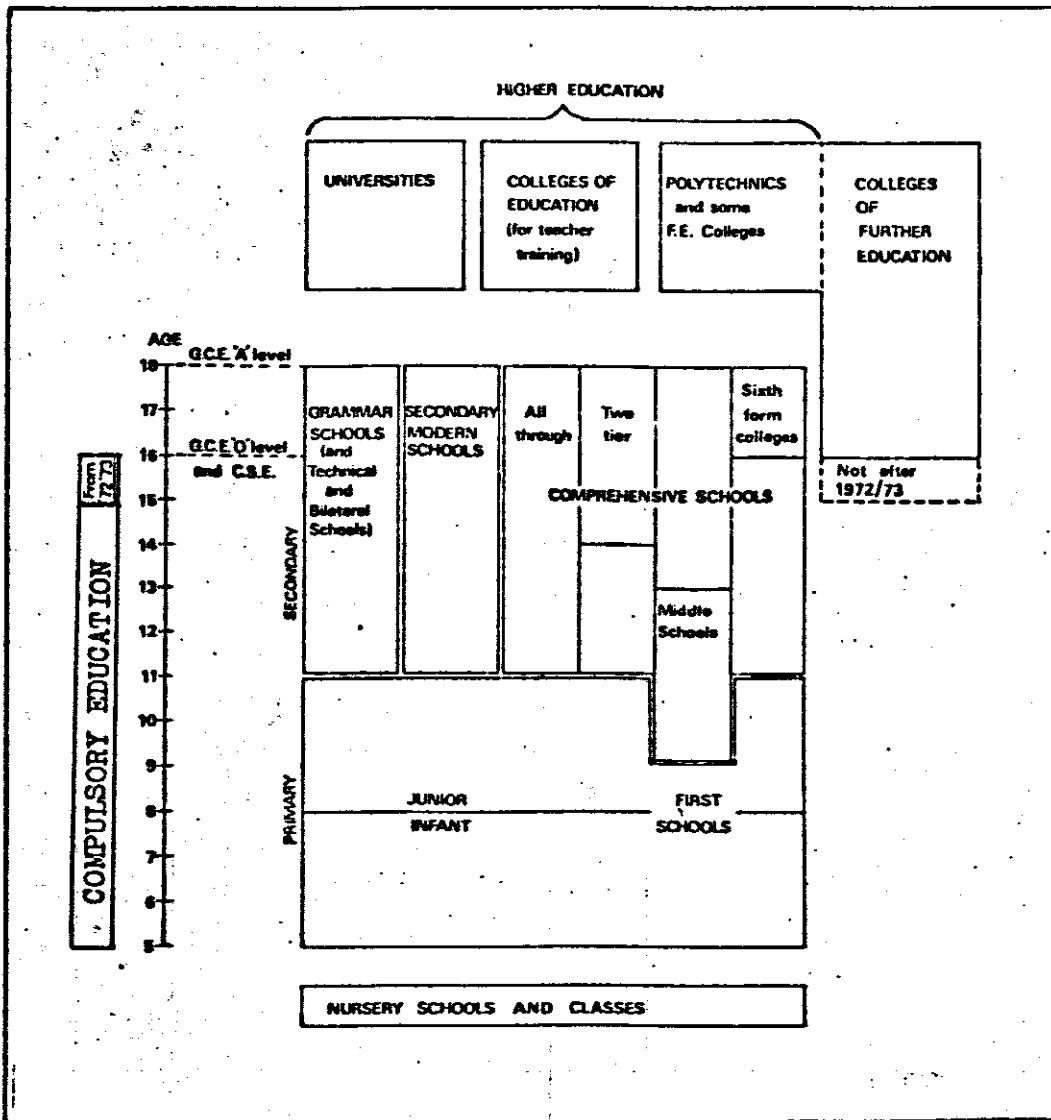 HIGHER EDUCATION
UNIVERSITIES
COLLEGES OF
EDUCATION
(for teacher
training)
POLYTECHNICS
and some
F.E. Colleges
COLLEGES
OF
FURTHER
EDUCATION
AGE
G.C.E. "A" level
18
17
16
15
14
13
12
11
10
9
8
7
6
5
G.C.E "O" level
and C.S.E.
From
72'73
COMPULSORY EDUCATION
SECONDARY
PRIMARY
GRAMMAR
SCHOOLS
(and
Technical
and
Bilateral
Schools)
SECONDARY
MODERN
SCHOOLS
All
through
Two
tier
Sixth
form
colleges
COMPREHENSIVE SCHOOLS
Middle
Schools
Not after
1972/73
JUNIOR
INFANT
FIRST
SCHOOLS
NURSERY SCHOOLS AND CLASSES